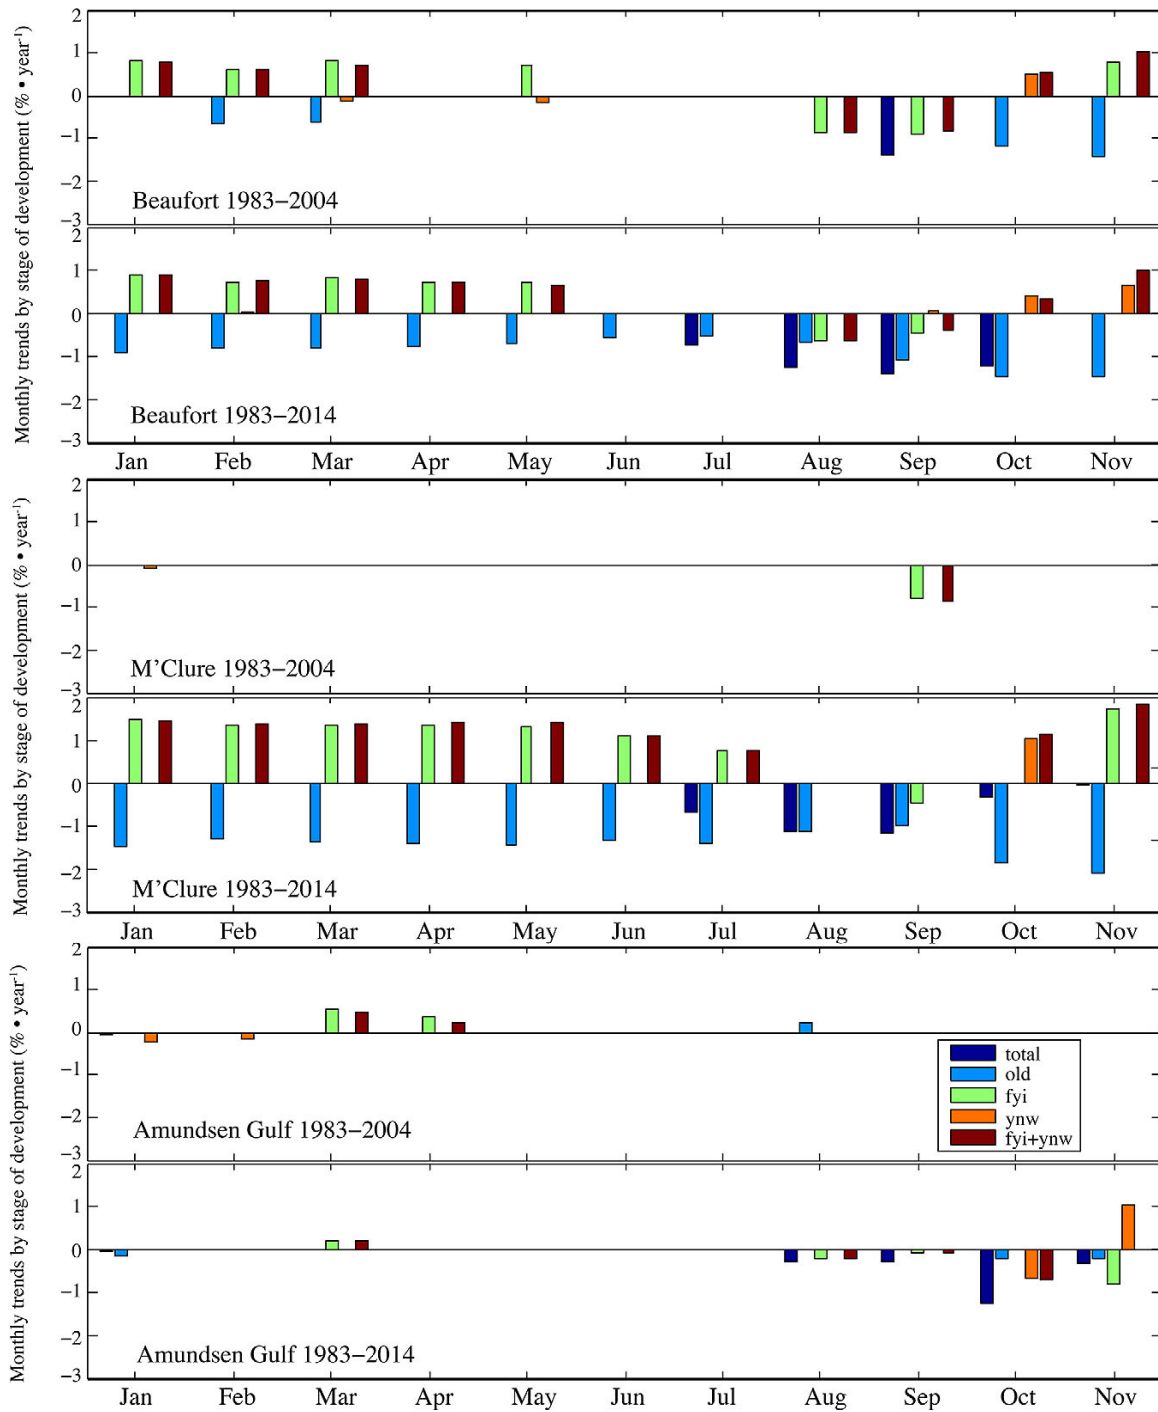 Monthly trends by stage of development (% • year⁻¹)
2
1
0
−1
−2
−3
Beaufort 1983−2004
2
1
0
−1
−2
−3
Beaufort 1983−2014
Jan Feb Mar Apr May Jun Jul Aug Sep Oct Nov
Monthly trends by stage of development (% • year⁻¹)
2
1
0
−1
−2
−3
M’Clure 1983−2004
2
1
0
−1
−2
−3
M’Clure 1983−2014
Jan Feb Mar Apr May Jun Jul Aug Sep Oct Nov
Monthly trends by stage of development (% • year⁻¹)
2
1
0
−1
−2
−3
Amundsen Gulf 1983−2004
total
old
fyi
ynw
fyi+ynw
2
1
0
−1
−2
−3
Amundsen Gulf 1983−2014
Jan Feb Mar Apr May Jun Jul Aug Sep Oct Nov